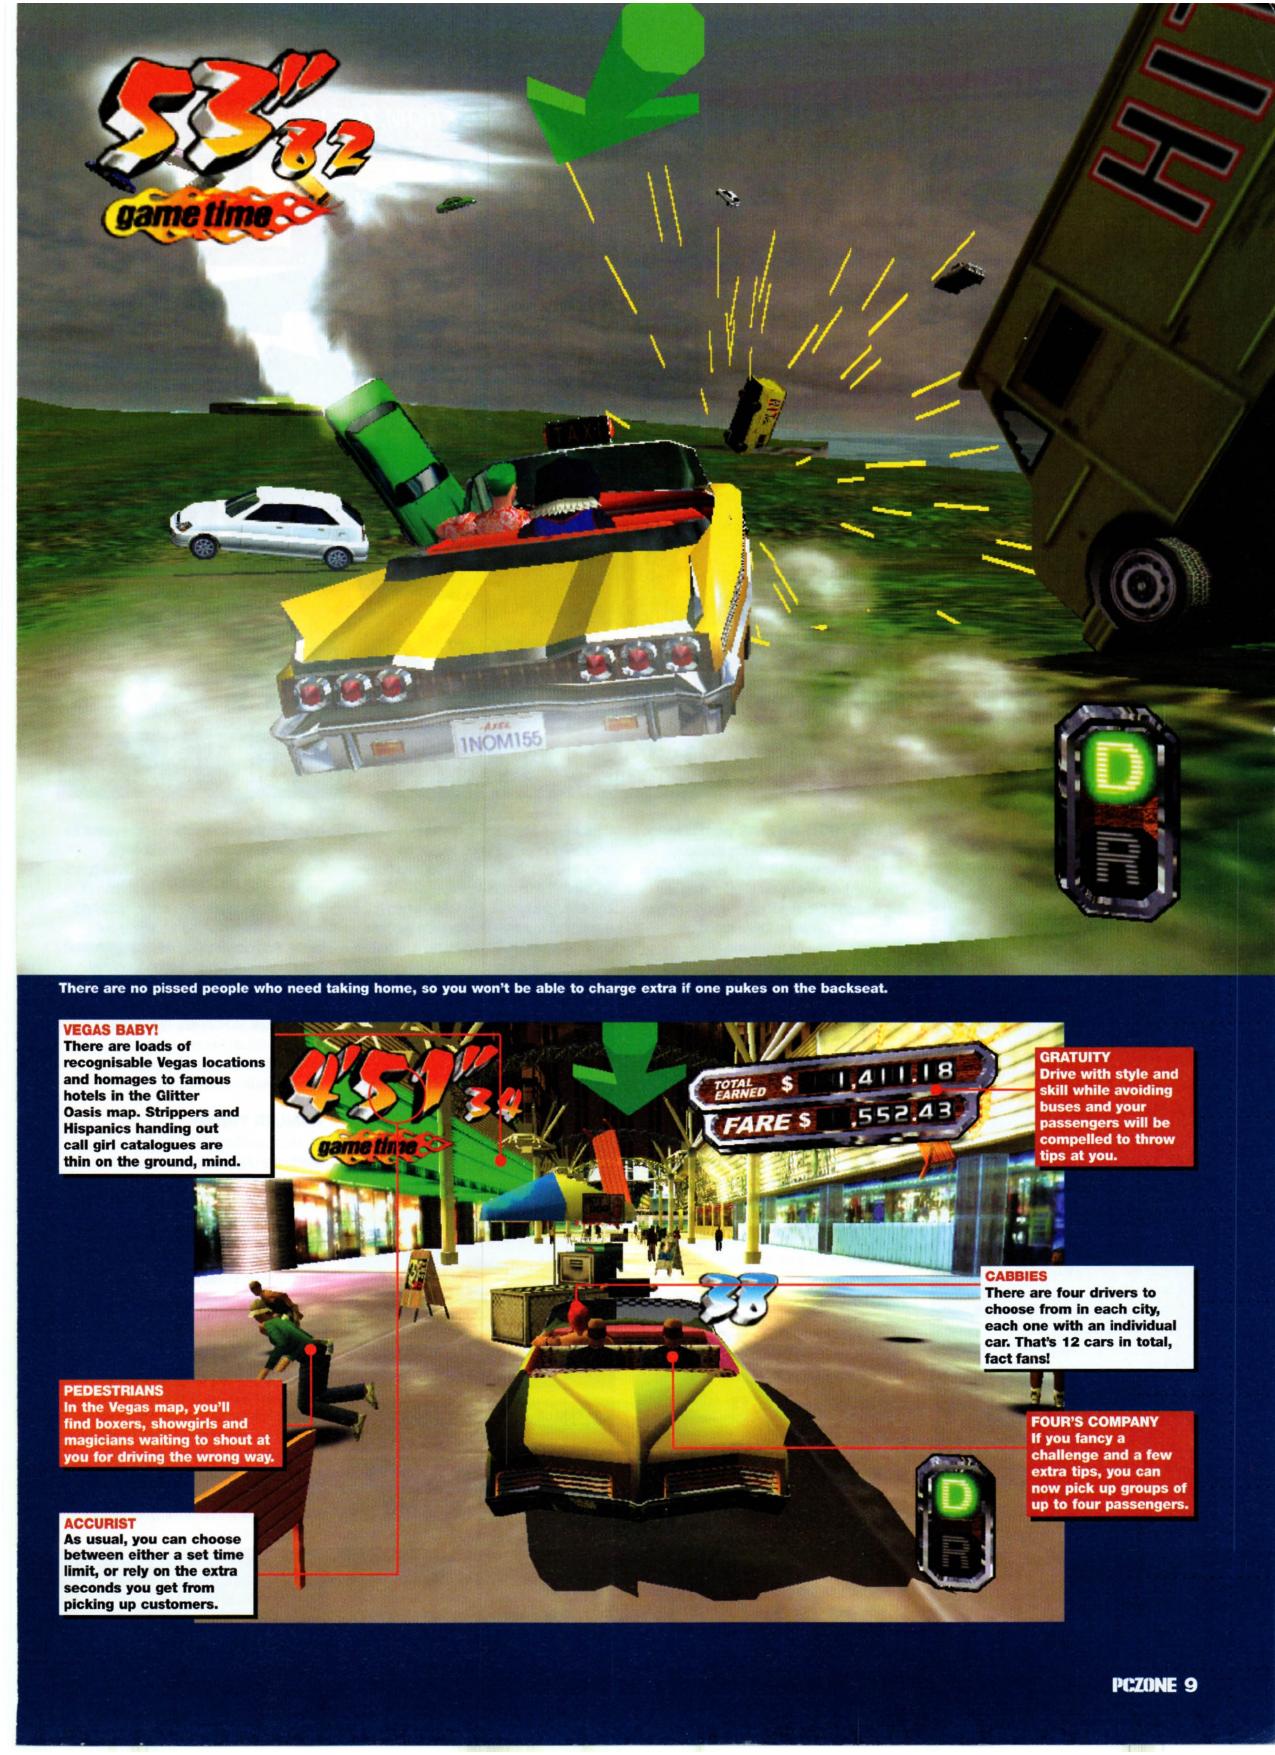 53"82
game time
HIT
TAXI
AXEL
1NOM155
D
R
There are no pissed people who need taking home, so you won't be able to charge extra if one pukes on the backseat.
VEGAS BABY!
There are loads of
recognisable Vegas locations
and homages to famous
hotels in the Glitter
Oasis map. Strippers and
Hispanics handing out
call girl catalogues are
thin on the ground, mind.
4'51"34
game time
TOTAL
EARNED $ 1,411.18
FARE $ 552.43
GRATUITY
Drive with style and
skill while avoiding
buses and your
passengers will be
compelled to throw
tips at you.
38
CABBIES
There are four drivers to
choose from in each city,
each one with an individual
car. That's 12 cars in total,
fact fans!
PEDESTRIANS
In the Vegas map, you'll
find boxers, showgirls and
magicians waiting to shout at
you for driving the wrong way.
FOUR'S COMPANY
If you fancy a
challenge and a few
extra tips, you can
now pick up groups of
up to four passengers.
D
R
ACCURIST
As usual, you can choose
between either a set time
limit, or rely on the extra
seconds you get from
picking up customers.
PCZONE 9